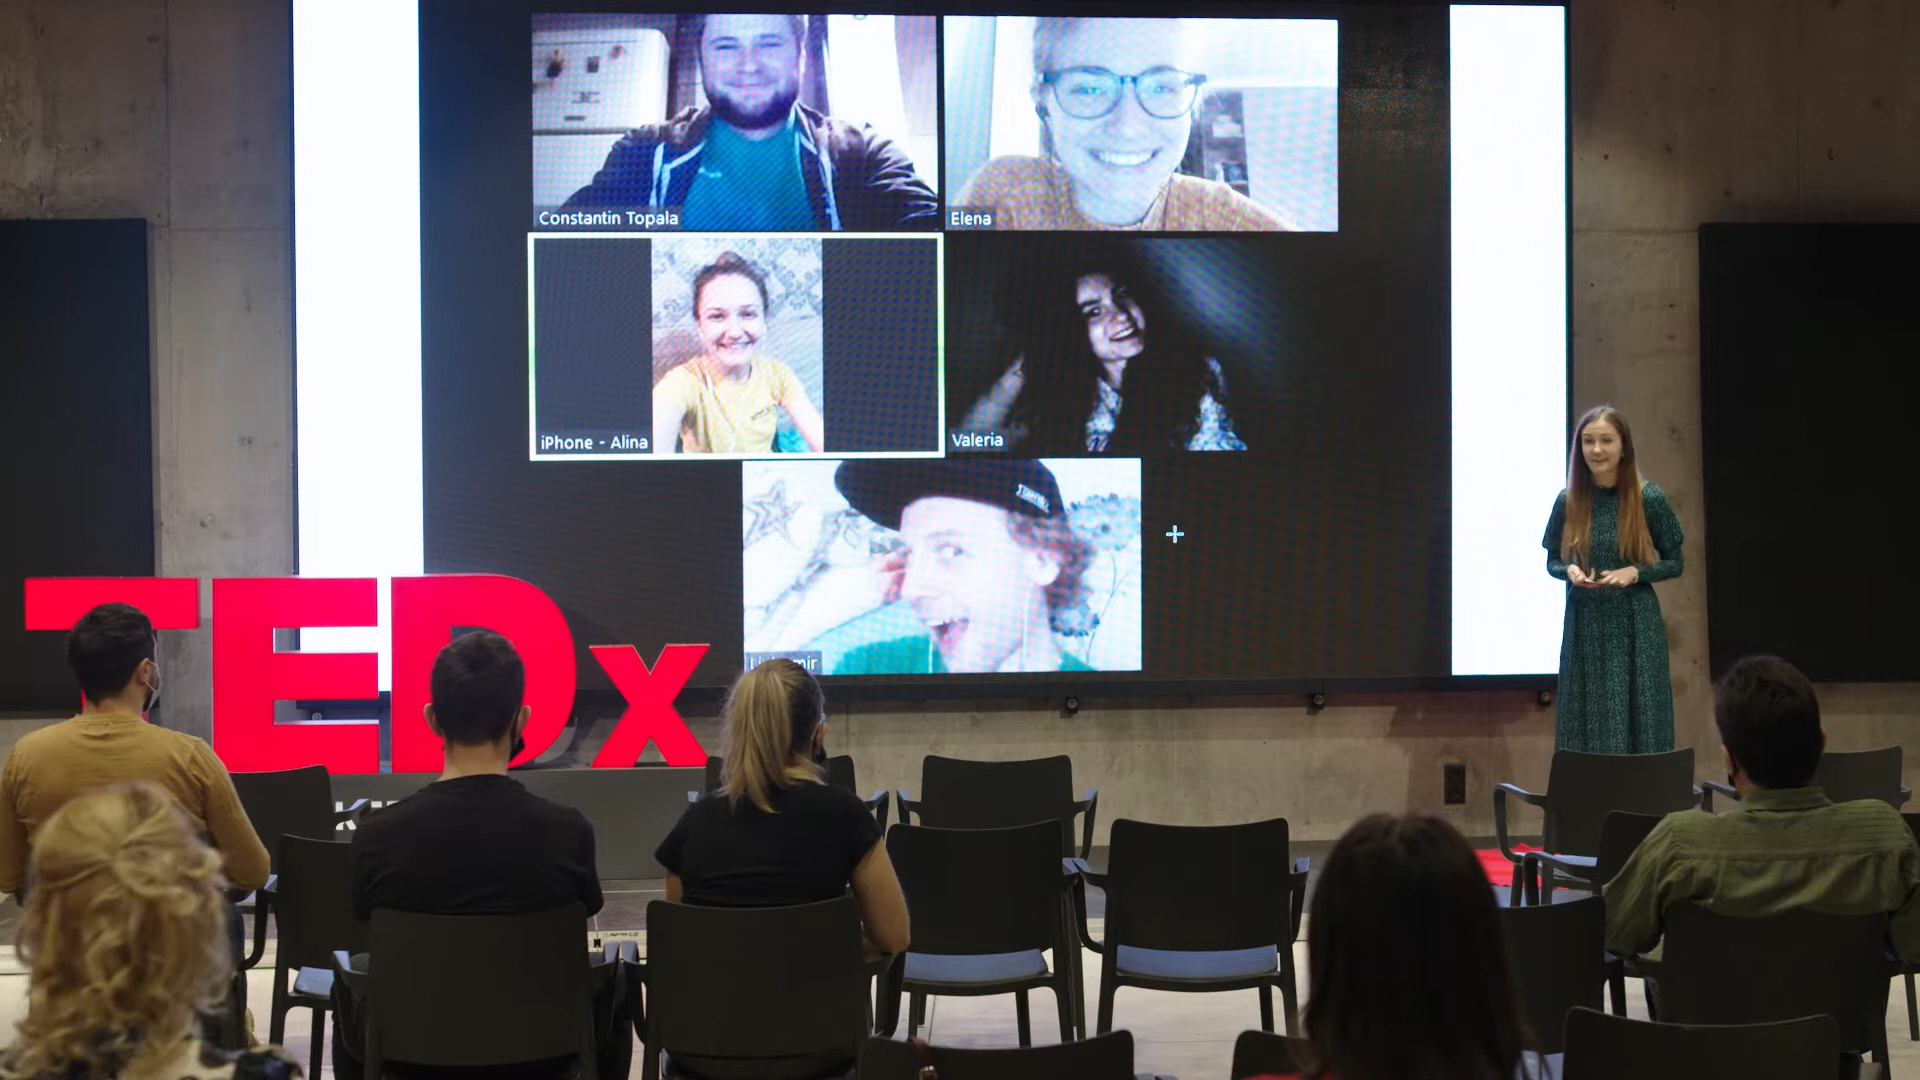 Constantin Topala
Elena
iPhone - Alina
Valeria
TEDx